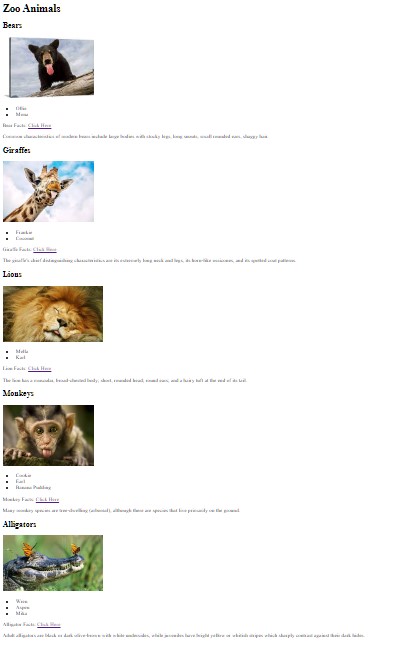 Zoo Animals
Bears
Ollie
Mona
Bear Facts: Click Here
Common characteristics of modern bears include large bodies with stocky legs, long snouts, small rounded ears, shaggy hair.
Giraffes
Frankie
Coconut
Giraffe Facts: Click Here
The giraffe's chief distinguishing characteristics are its extremely long neck and legs, its horn-like ossicones, and its spotted coat patterns.
Lions
Karl
Lion Facts: Click Here
The lion has a muscular, broad-chested body, short, rounded head, round ears, and a hairy tuft at the end of its tail
Monkeys
Cookie
Earl
Banana Pudding
Monkey Facts: Click Here
Many monkey species are tree-dwelling (arboreal), although there are species that live primarily on the ground.
Alligators
Wren
Aspen
Mika
Alligator Facts: Click Here
Adult alligators are black or dark olive-brown with white undersides, while juveniles have bright yellow or whitish stripes which sharply contrast against their dark hides.